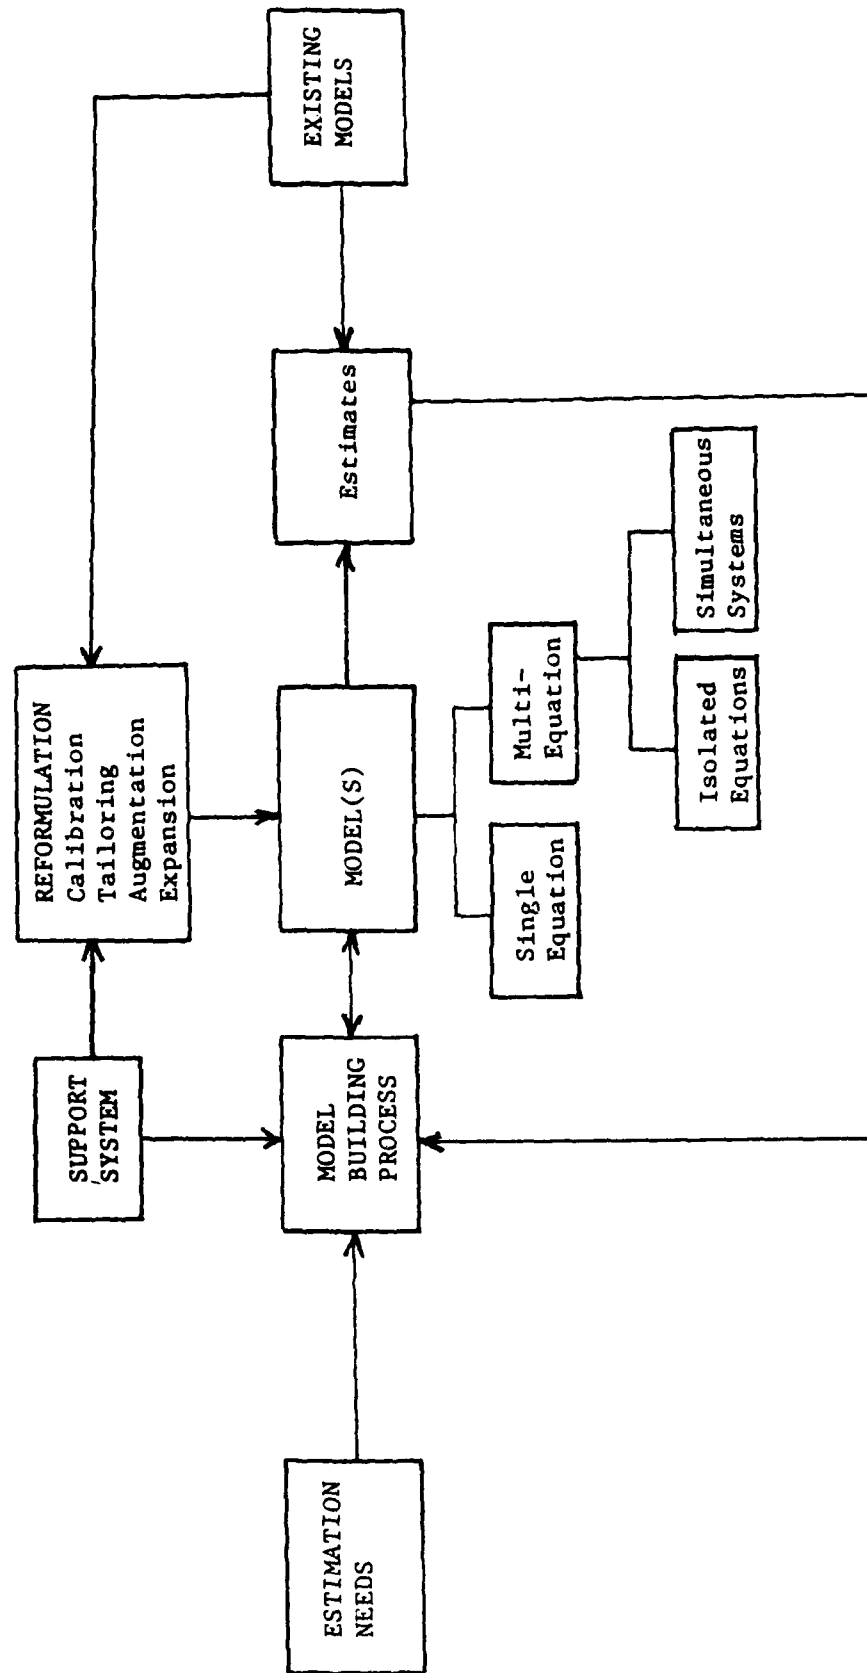 SUPPORT
SYSTEM
REFORMULATION
Calibration
Tailoring
Augmentation
Expansion
EXISTING
MODELS
ESTIMATION
NEEDS
MODEL
BUILDING
PROCESS
MODEL(S)
Estimates
Single
Equation
Multi-
Equation
Isolated
Equations
Simultaneous
Systems